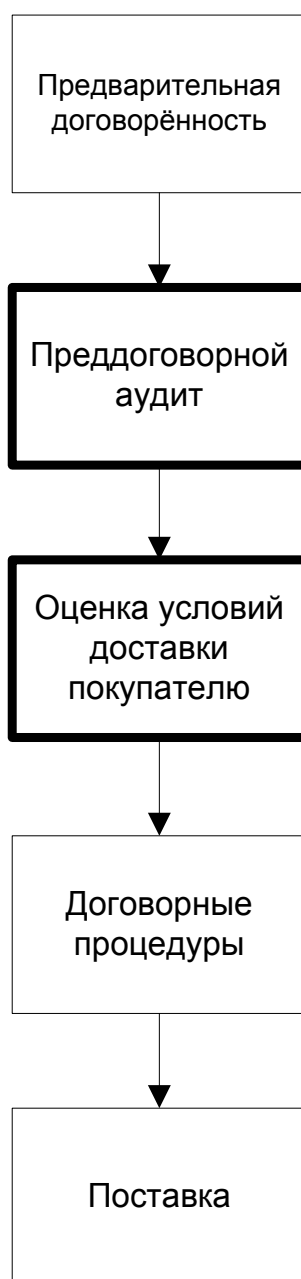 Предварительная
договорённость
Преддоговорной
аудит
Оценка условий
доставки
покупателю
Договорные
процедуры
Поставка